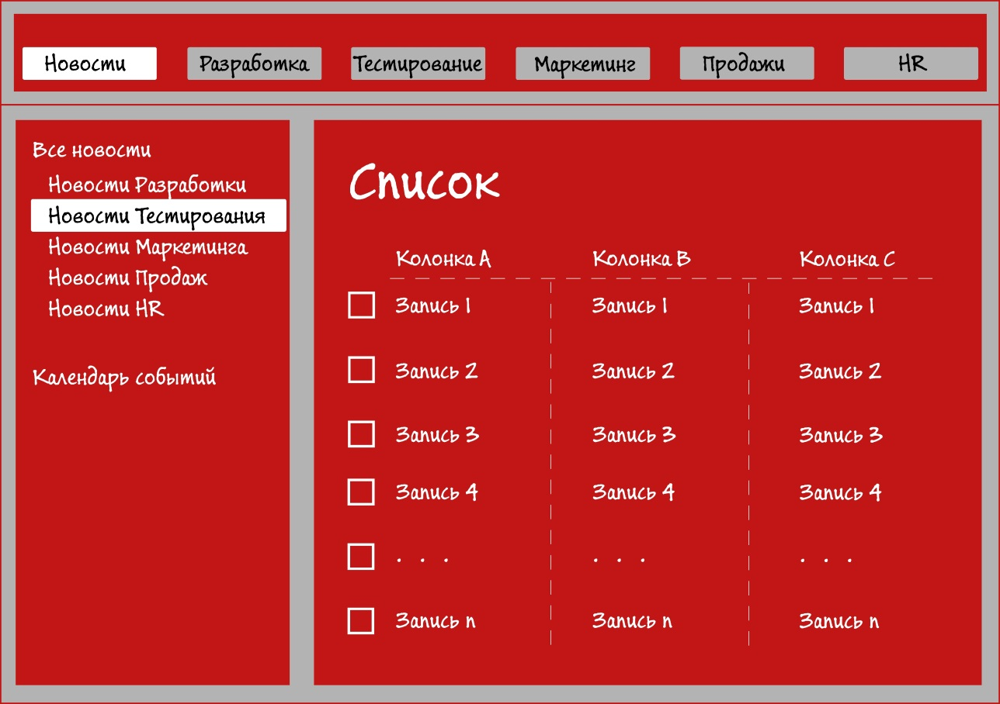 Новости Разработка Тестирование Маркетинг Продажи HR
Все новости
Новости Разработки
Новости Тестирования
Новости Маркетинга
Новости Продаж
Новости HR
Календарь событий
Список
Колонка A Колонка B Колонка C
Запись 1 Запись 1 Запись 1
Запись 2 Запись 2 Запись 2
Запись 3 Запись 3 Запись 3
Запись 4 Запись 4 Запись 4
. . . . . . . . .
Запись n Запись n Запись n